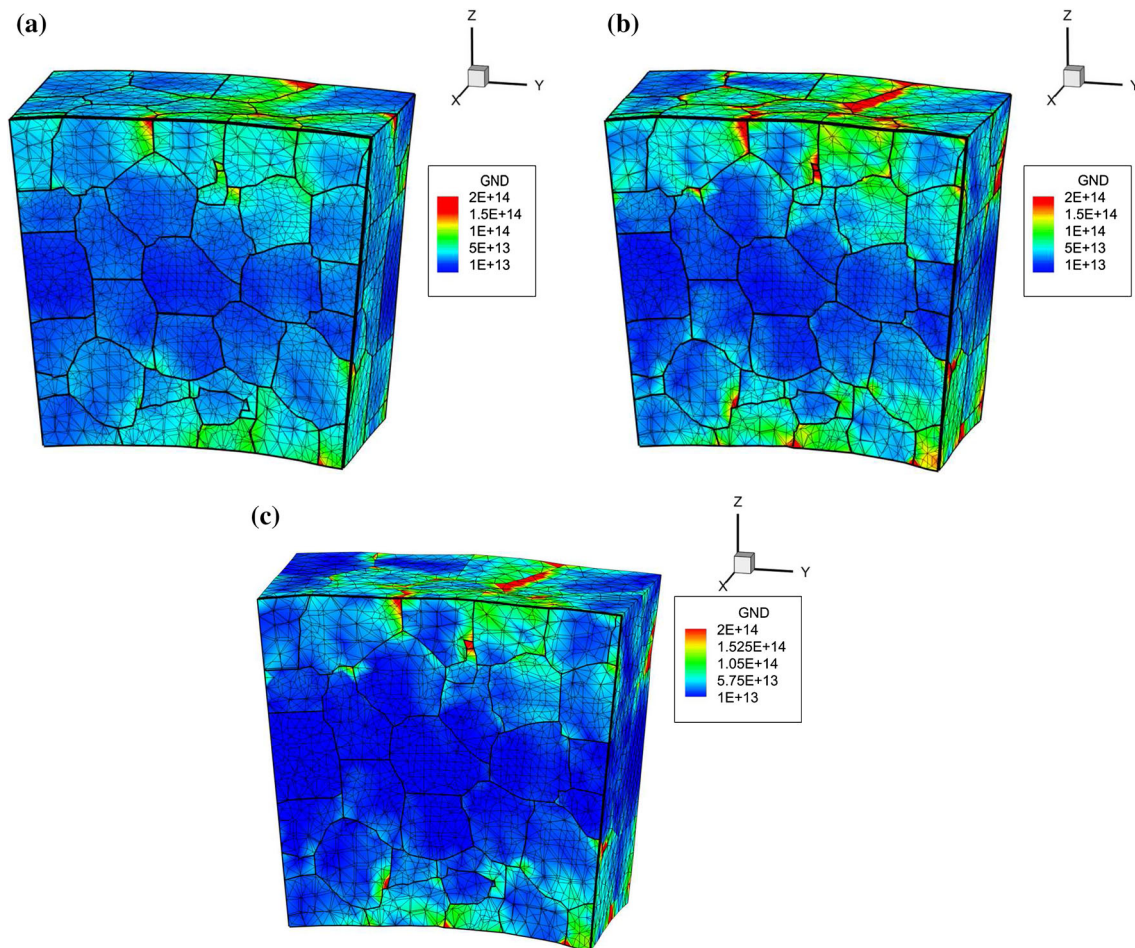 (a)
Z
Y
X
GND
2E+14
1.5E+14
1E+14
5E+13
1E+13
(b)
Z
Y
X
GND
2E+14
1.5E+14
1E+14
5E+13
1E+13
(c)
Z
Y
X
GND
2E+14
1.525E+14
1.05E+14
5.75E+13
1E+13